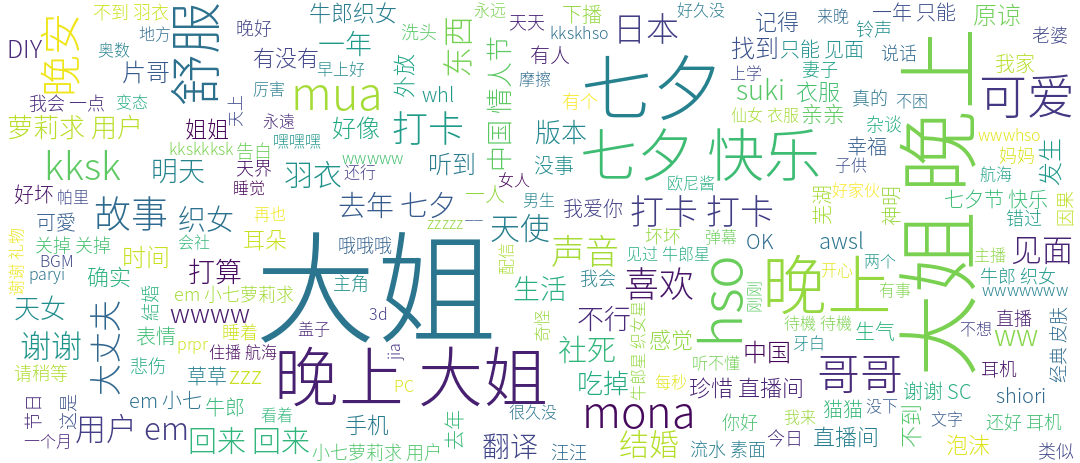 不到 羽衣
晚好
牛郎织女
永远
天天
下播
好久没
来晚
一年 只能
原谅
DIY
奥数
地方
晚安
舒服
有没有
一年
东西
中国 情人 节
kkskhso
日本
记得
铃声
说话
老婆
片哥
早上好
外放
有人
七夕
找到
只能 见面
晚上
可爱
我会 一点
变态
天上
厉害
mua
whl
摩擦
上学
妻子
我家
萝莉求 用户
姐姐
永遠
好像
打卡
有个
suki
衣服
真的
不困
仙女 衣服
亲亲
嘿嘿嘿
版本
七夕 快乐
杂谈
wwwhso
kkskkksk
告白
wwwww
听到
没事
幸福
妈妈
发生
kksk
明天
天界
还行
羽衣
女人
子供
航海
好坏
帕里
睡觉
一人
男生
欧尼酱
好家伙
七夕节 快乐
故事
织女
去年 七夕
我爱你
打卡 打卡
芜湖
神明
错过
因果
可愛
再也
zzzzz
一一
天使
坏坏
弹幕
OK
awsl
大姐
见面
谢谢 礼物
关掉 关掉
会社
耳朵
哦哦哦
配信
声音
见过 牛郎星
主播
BGM
时间
主角
生活
我会
喜欢
hso
晚上
开心
两个
牛郎 织女
paryi
确实
打算
大姐
刚刚
有事
wwwwwww
天女
大丈夫
結婚
em 小七萝莉求
3d
奇怪
不行
牛郎星 织女星
待機 待機
生气
不想
直播
经典 皮肤
wwww
盖子
晚上 大姐
感觉
牙白
ww
谢谢
表情
睡着
jia
社死
听不懂
中国
耳机
prpr
住播 航海
请稍等
悲伤
草草
zzz
PC
吃掉
每秒
珍惜 直播间
哥哥
谢谢 SC
shiori
节日
这是
em 小七
牛郎
看着
很久没
mona
你好
我来
猫猫
没下
不到
文字
还好 耳机
一个月
用户
em
回来 回来
手机
去年
翻译
汪汪
结婚
流水 素面
今日
直播间
泡沫
类似
小七萝莉求 用户